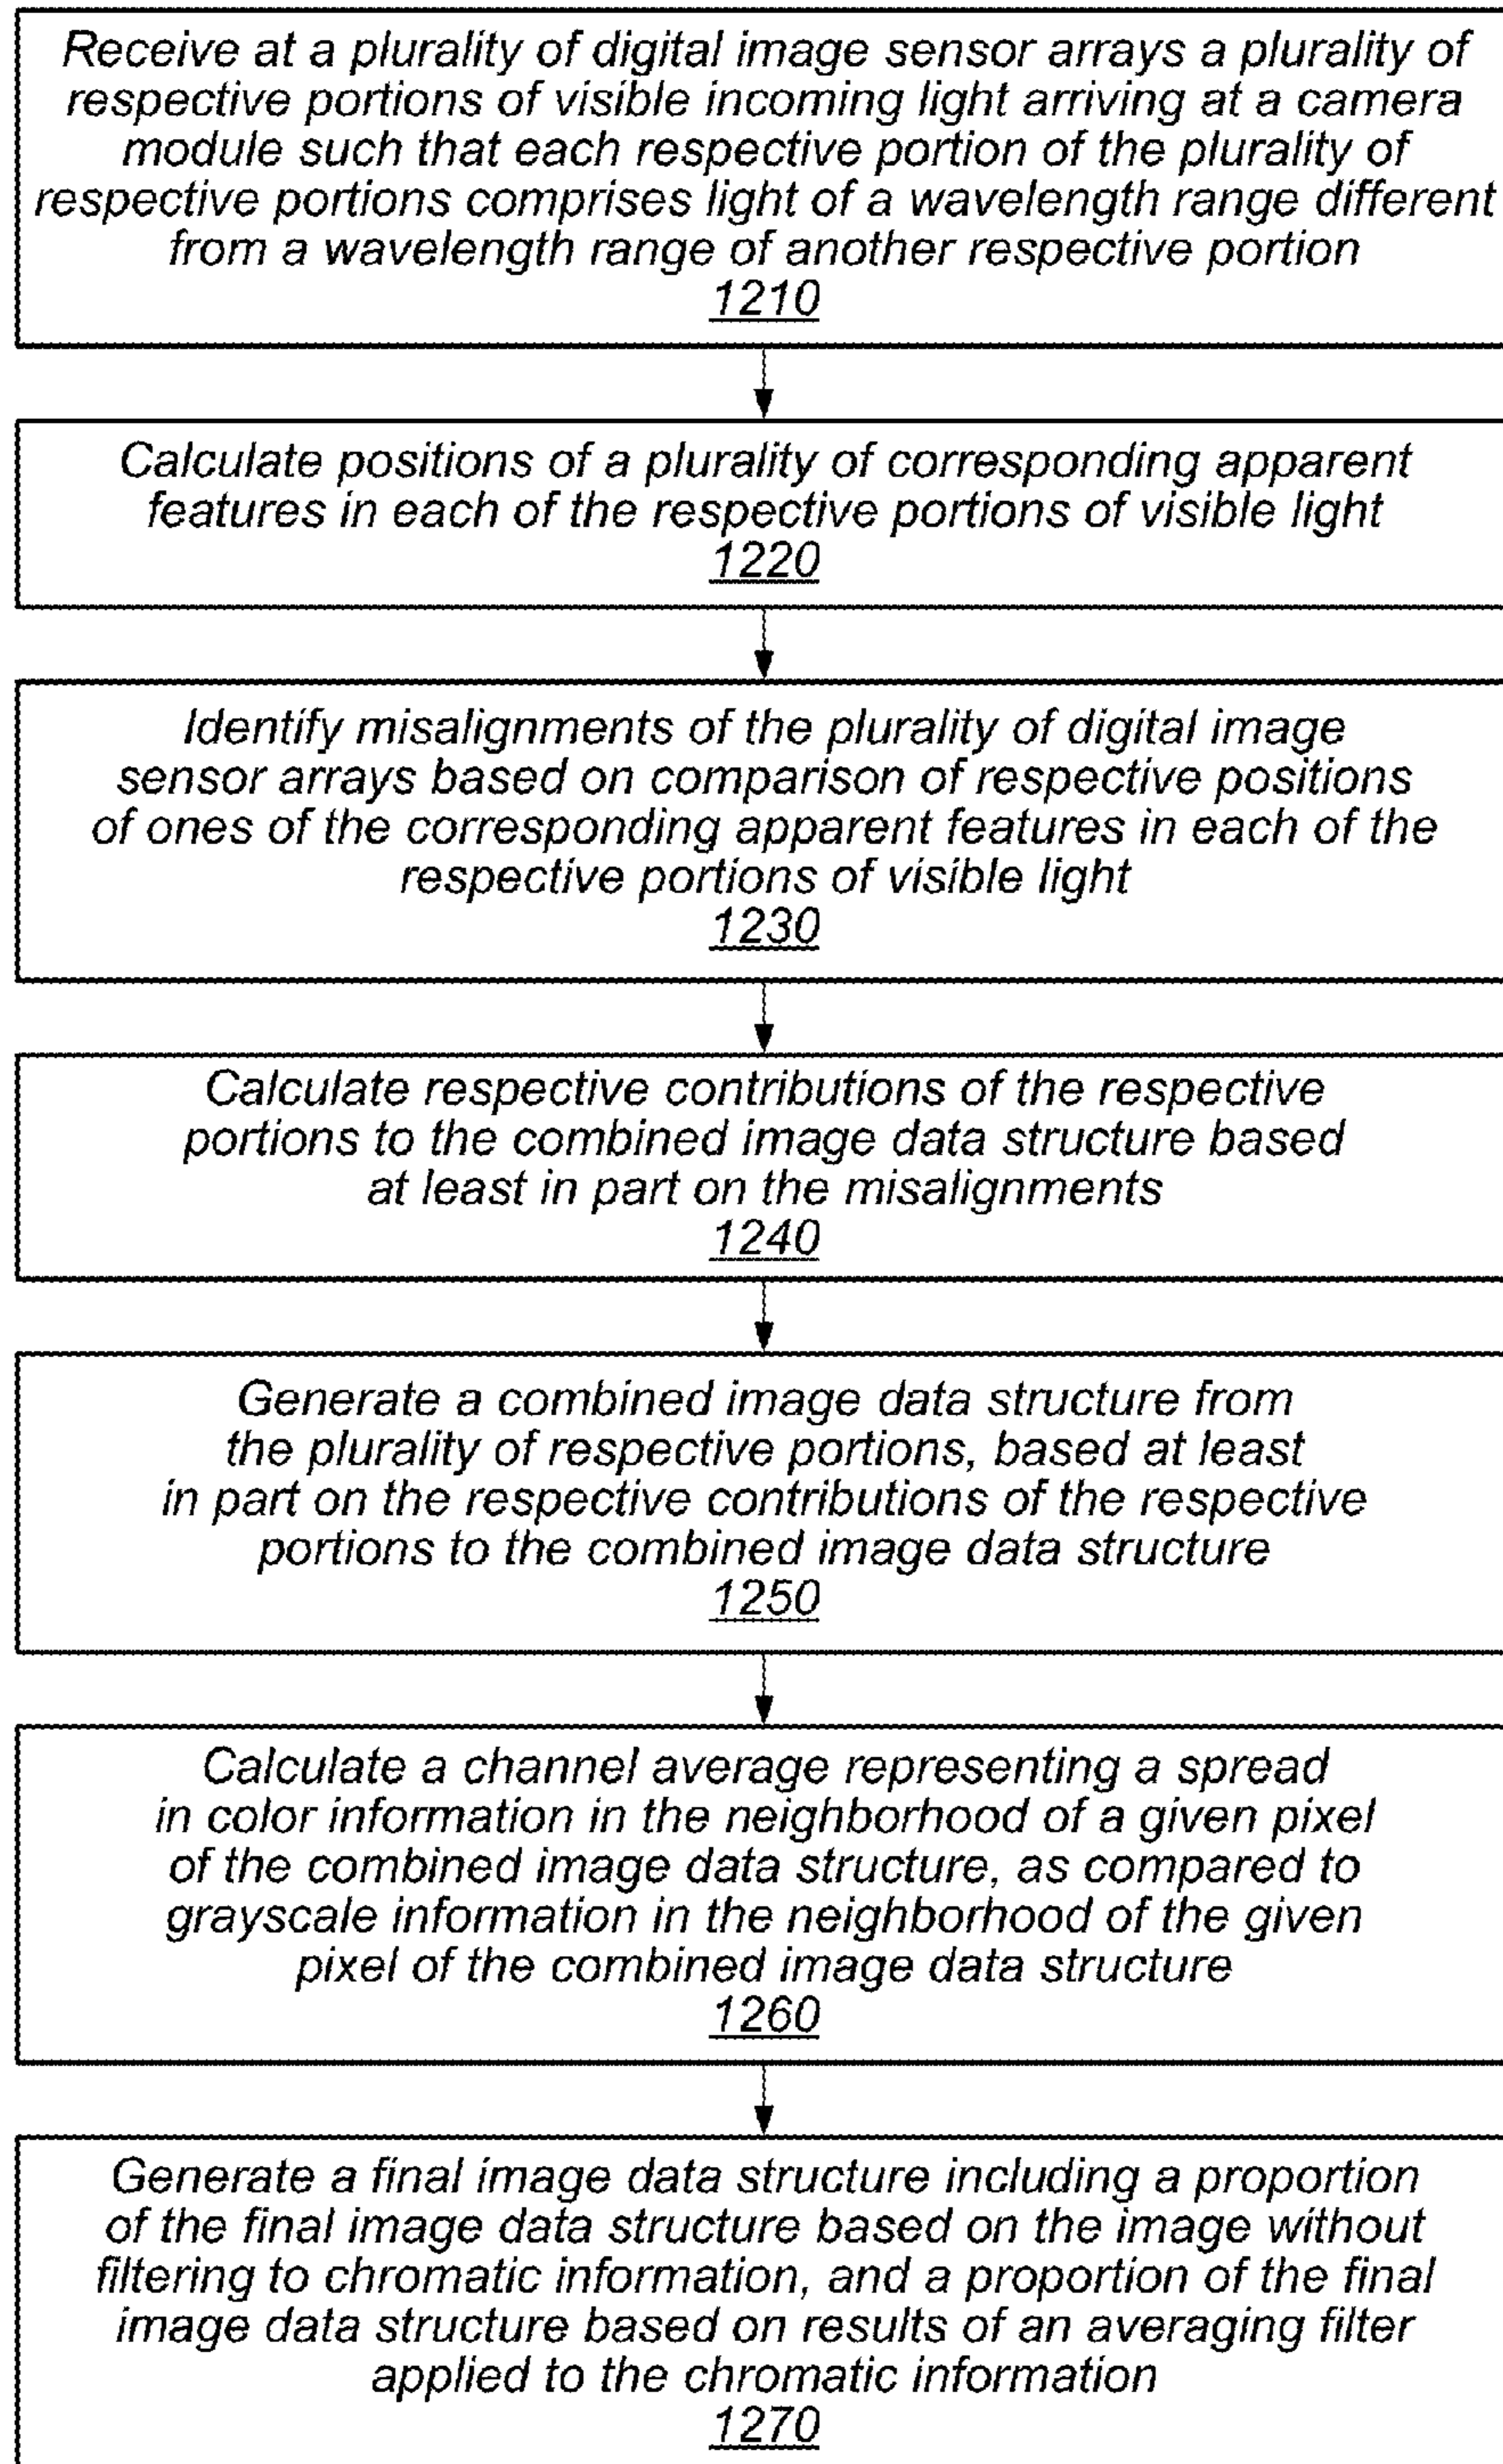 Receive at a plurality of digital image sensor arrays a plurality of
respective portions of visible incoming light arriving at a camera
module such that each respective portion of the plurality of
respective portions comprises light of a wavelength range different
from a wavelength range of another respective portion
1210
Calculate positions of a plurality of corresponding apparent
features in each of the respective portions of visible light
1220
Identify misalignments of the plurality of digital image
sensor arrays based on comparison of respective positions
of ones of the corresponding apparent features in each of the
respective portions of visible light
1230
Calculate respective contributions of the respective
portions to the combined image data structure based
at least in part on the misalignments
1240
Generate a combined image data structure from
the plurality of respective portions, based at least
in part on the respective contributions of the respective
portions to the combined image data structure
1250
Calculate a channel average representing a spread
in color information in the neighborhood of a given pixel
of the combined image data structure, as compared to
grayscale information in the neighborhood of the given
pixel of the combined image data structure
1260
Generate a final image data structure including a proportion
of the final image data structure based on the image without
filtering to chromatic information, and a proportion of the final
image data structure based on results of an averaging filter
applied to the chromatic information
1270